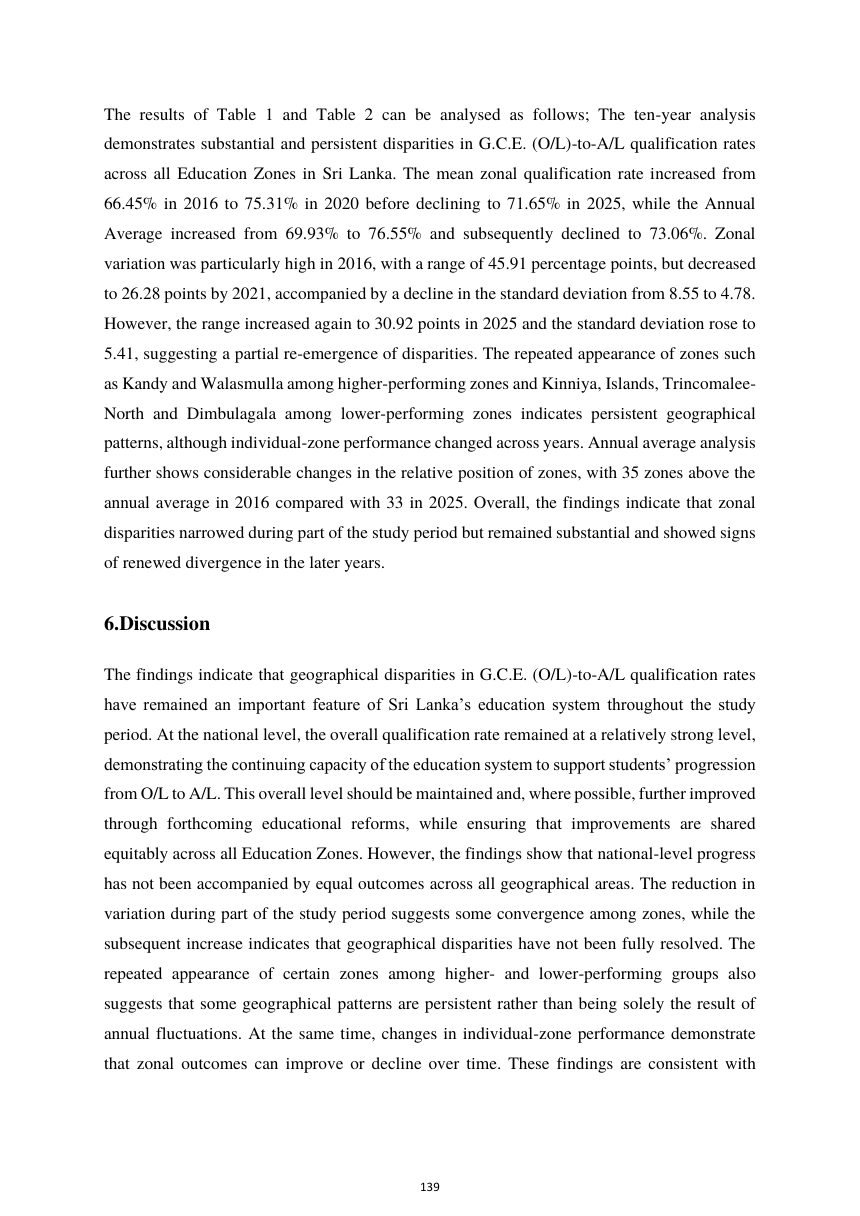 The results of Table 1 and Table 2 can be analysed as follows; The ten-year analysis
demonstrates substantial and persistent disparities in G.C.E. (O/L)-to-A/L qualification rates
across all Education Zones in Sri Lanka. The mean zonal qualification rate increased from
66.45% in 2016 to 75.31% in 2020 before declining to 71.65% in 2025, while the Annual
Average increased from 69.93% to 76.55% and subsequently declined to 73.06%. Zonal
variation was particularly high in 2016, with a range of 45.91 percentage points, but decreased
to 26.28 points by 2021, accompanied by a decline in the standard deviation from 8.55 to 4.78.
However, the range increased again to 30.92 points in 2025 and the standard deviation rose to
5.41, suggesting a partial re-emergence of disparities. The repeated appearance of zones such
as Kandy and Walasmulla among higher-performing zones and Kinniya, Islands, Trincomalee-
North and Dimbulagala among lower-performing zones indicates persistent geographical
patterns, although individual-zone performance changed across years. Annual average analysis
further shows considerable changes in the relative position of zones, with 35 zones above the
annual average in 2016 compared with 33 in 2025. Overall, the findings indicate that zonal
disparities narrowed during part of the study period but remained substantial and showed signs
of renewed divergence in the later years.
6.Discussion
The findings indicate that geographical disparities in G.C.E. (O/L)-to-A/L qualification rates
have remained an important feature of Sri Lanka’s education system throughout the study
period. At the national level, the overall qualification rate remained at a relatively strong level,
demonstrating the continuing capacity of the education system to support students’ progression
from O/L to A/L. This overall level should be maintained and, where possible, further improved
through forthcoming educational reforms, while ensuring that improvements are shared
equitably across all Education Zones. However, the findings show that national-level progress
has not been accompanied by equal outcomes across all geographical areas. The reduction in
variation during part of the study period suggests some convergence among zones, while the
subsequent increase indicates that geographical disparities have not been fully resolved. The
repeated appearance of certain zones among higher- and lower-performing groups also
suggests that some geographical patterns are persistent rather than being solely the result of
annual fluctuations. At the same time, changes in individual-zone performance demonstrate
that zonal outcomes can improve or decline over time. These findings are consistent with
139